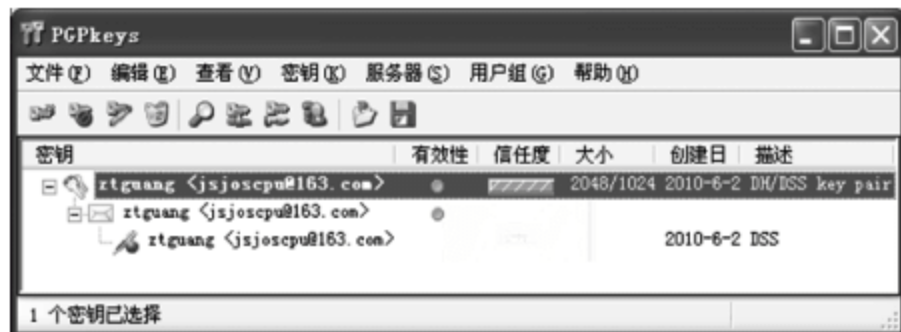 PGPkeys
文件(F) 编辑(E) 查看(V) 密钥(K) 服务器(S) 用户组(G) 帮助(H)
密钥 有效性 信任度 大小 创建日 描述
ztguang <jsjoscpu@163.com> 2048/1024 2010-6-2 DH/DSS key pair
ztguang <jsjoscpu@163.com>
ztguang <jsjoscpu@163.com> 2010-6-2 DSS
1 个密钥已选择